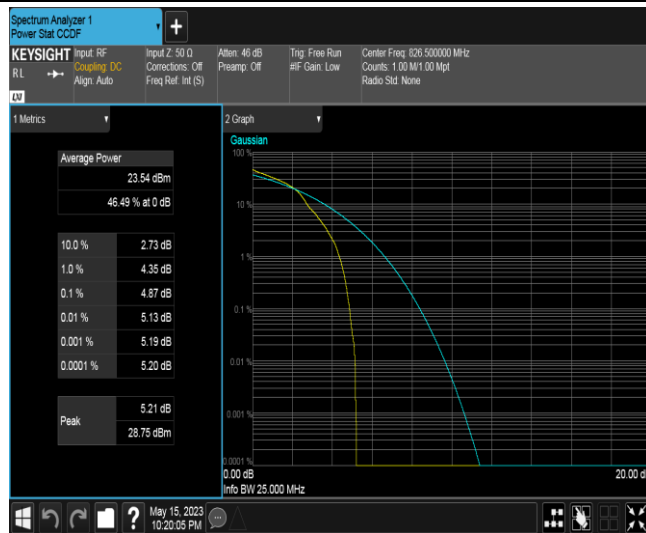 Spectrum Analyzer 1
Power Stat CCDF
+
KEYSIGHT
RL
Input: RF
Coupling: DC
Align: Auto
Input Z: 50 Ω
Corrections: Off
Freq Ref: Int (S)
Atten: 46 dB
Preamp: Off
Trig: Free Run
#IF Gain: Low
Center Freq: 826.500000 MHz
Counts: 1.00 M/1.00 Mpt
Radio Std: None
1 Metrics
Average Power
23.54 dBm
46.49 % at 0 dB
10.0 % 2.73 dB
1.0 % 4.35 dB
0.1 % 4.87 dB
0.01 % 5.13 dB
0.001 % 5.19 dB
0.0001 % 5.20 dB
Peak
5.21 dB
28.75 dBm
2 Graph
Gaussian
100 %
10 %
1 %
0.1 %
0.01 %
0.001 %
0.0001 %
0.00 dB
20.00 d
Info BW 25.000 MHz
?
May 15, 2023
10:20:05 PM